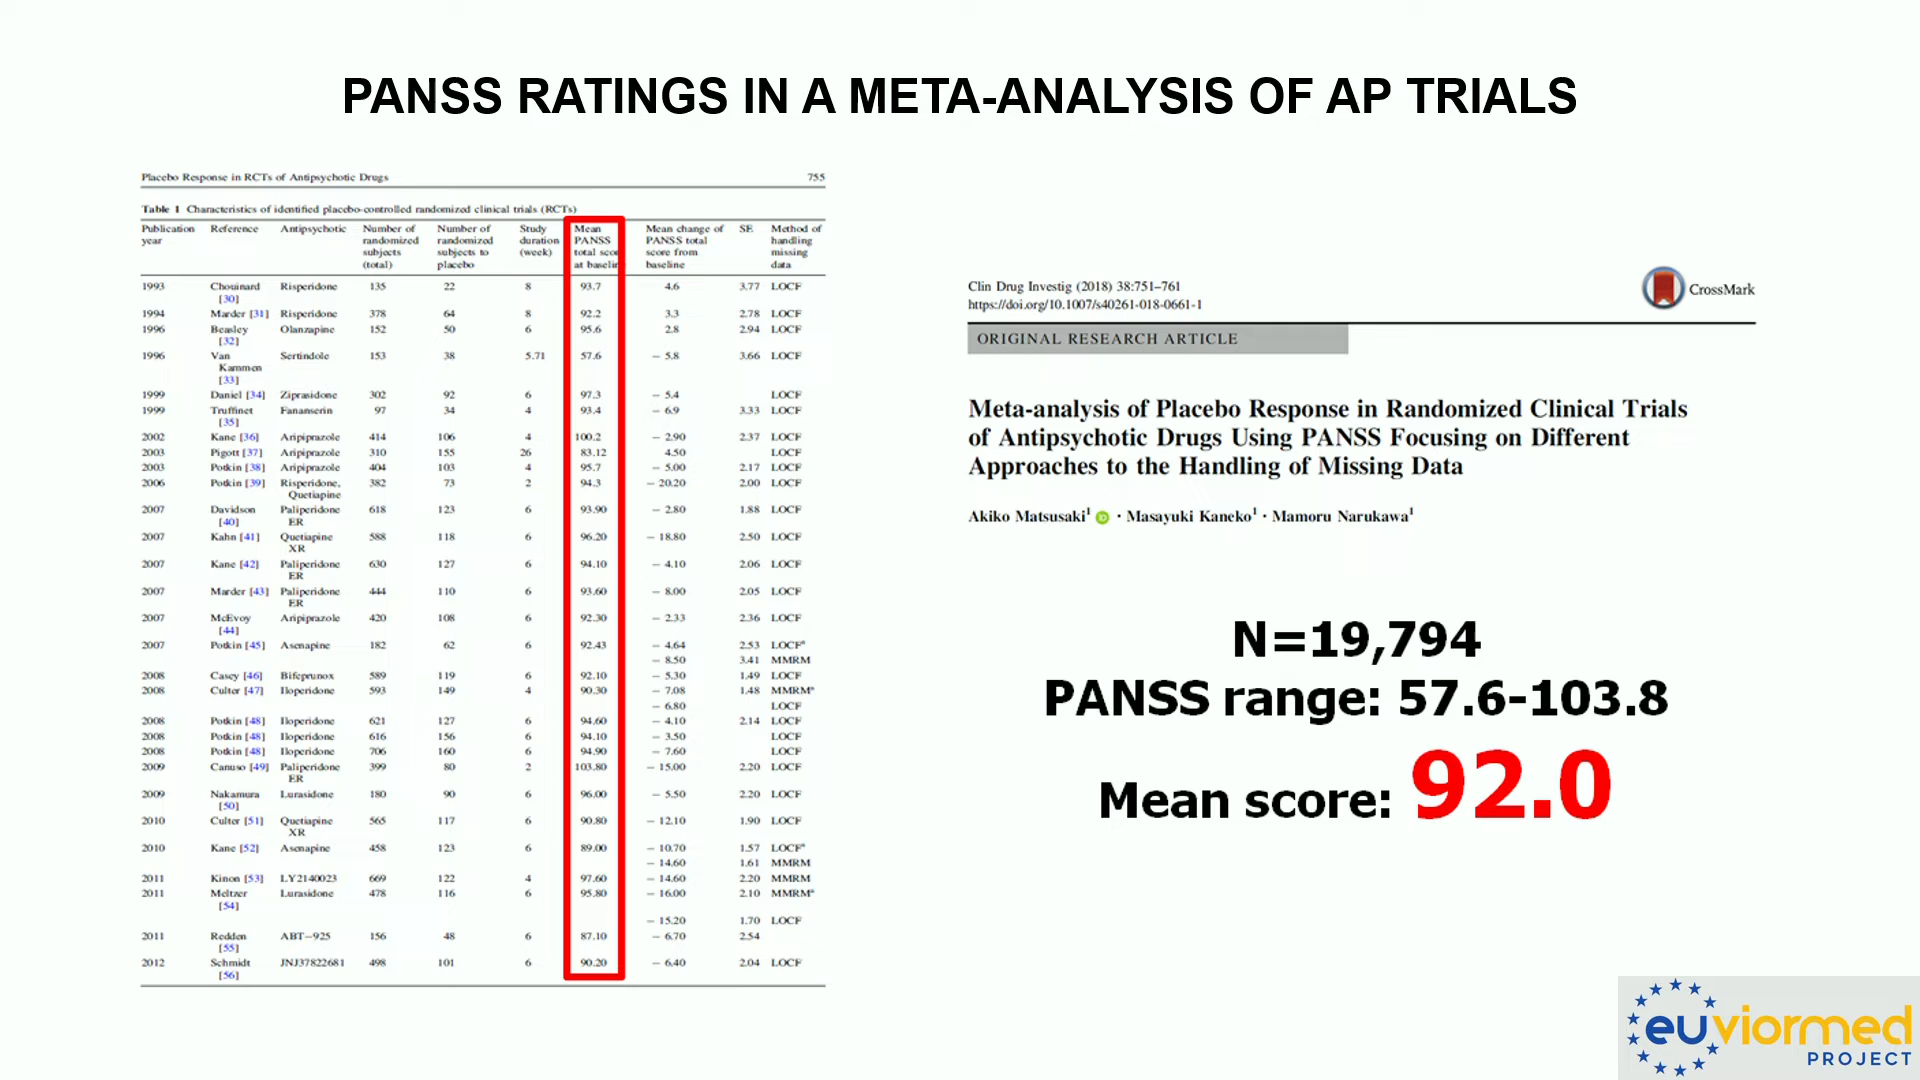 PANSS RATINGS IN A META-ANALYSIS OF AP TRIALS
Placebo Response in RCTs of Antipsychotic Drugs 755
Table 1 Characteristics of identified placebo-controlled randomized clinical trials (RCTs)
Publication Reference Antipsychotic Number of Number of Study Mean Mean change of SE Method of
year randomized randomized duration PANSS PANSS total handling
subjects subjects to (week) total score score from missing
(total) placebo at baselin baseline data
1993 Chouinard Risperidone 135 22 8 93.7 4.6 3.77 LOCF
[30]
1994 Marder [31] Risperidone 378 64 8 92.2 3.3 2.78 LOCF
1996 Beasley Olanzapine 152 50 6 95.6 2.8 2.94 LOCF
[32]
1996 Van Sertindole 153 38 5.71 57.6 − 5.8 3.66 LOCF
Kammen
[33]
1999 Daniel [34] Ziprasidone 302 92 6 97.3 − 5.4 LOCF
1999 Truffinet Fananserin 97 34 4 93.4 − 6.9 3.33 LOCF
[35]
2002 Kane [36] Aripiprazole 414 106 4 100.2 − 2.90 2.37 LOCF
2003 Pigott [37] Aripiprazole 310 155 26 83.12 4.50 LOCF
2003 Potkin [38] Aripiprazole 404 103 4 95.7 − 5.00 2.17 LOCF
2006 Potkin [39] Risperidone, 382 73 2 94.3 − 20.20 2.00 LOCF
Quetiapine
2007 Davidson Paliperidone 618 123 6 93.90 − 2.80 1.88 LOCF
[40] ER
2007 Kahn [41] Quetiapine 588 118 6 96.20 − 18.80 2.50 LOCF
XR
2007 Kane [42] Paliperidone 630 127 6 94.10 − 4.10 2.06 LOCF
ER
2007 Marder [43] Paliperidone 444 110 6 93.60 − 8.00 2.05 LOCF
ER
2007 McEvoy Aripiprazole 420 108 6 92.30 − 2.33 2.36 LOCF
[44]
2007 Potkin [45] Asenapine 182 62 6 92.43 − 4.64 2.53 LOCFa
− 8.50 3.41 MMRM
2008 Casey [46] Bifeprunox 589 119 6 92.10 − 5.30 1.49 LOCF
2008 Culter [47] Iloperidone 593 149 4 90.30 − 7.08 1.48 MMRMa
− 6.80 LOCF
2008 Potkin [48] Iloperidone 621 127 6 94.60 − 4.10 2.14 LOCF
2008 Potkin [48] Iloperidone 616 156 6 94.10 − 3.50 LOCF
2008 Potkin [48] Iloperidone 706 160 6 94.90 − 7.60 LOCF
2009 Canuso [49] Paliperidone 399 80 2 103.80 − 15.00 2.20 LOCF
ER
2009 Nakamura Lurasidone 180 90 6 96.00 − 5.50 2.20 LOCF
[50]
2010 Culter [51] Quetiapine 565 117 6 90.80 − 12.10 1.90 LOCF
XR
2010 Kane [52] Asenapine 458 123 6 89.00 − 10.70 1.57 LOCFa
− 14.60 1.61 MMRM
2011 Kinon [53] LY2140023 669 122 4 97.60 − 14.60 2.20 MMRM
2011 Meltzer Lurasidone 478 116 6 95.80 − 16.00 2.10 MMRMa
[54]
− 15.20 1.70 LOCF
2011 Redden ABT−925 156 48 6 87.10 − 6.70 2.54
[55]
2012 Schmidt JNJ37822681 498 101 6 90.20 − 6.40 2.04 LOCF
[56]
Clin Drug Investig (2018) 38:751–761
https://doi.org/10.1007/s40261-018-0661-1
CrossMark
ORIGINAL RESEARCH ARTICLE
Meta-analysis of Placebo Response in Randomized Clinical Trials
of Antipsychotic Drugs Using PANSS Focusing on Different
Approaches to the Handling of Missing Data
Akiko Matsusaki1 · Masayuki Kaneko1 · Mamoru Narukawa1
N=19,794
PANSS range: 57.6-103.8
Mean score: 92.0
euviormed
PROJECT